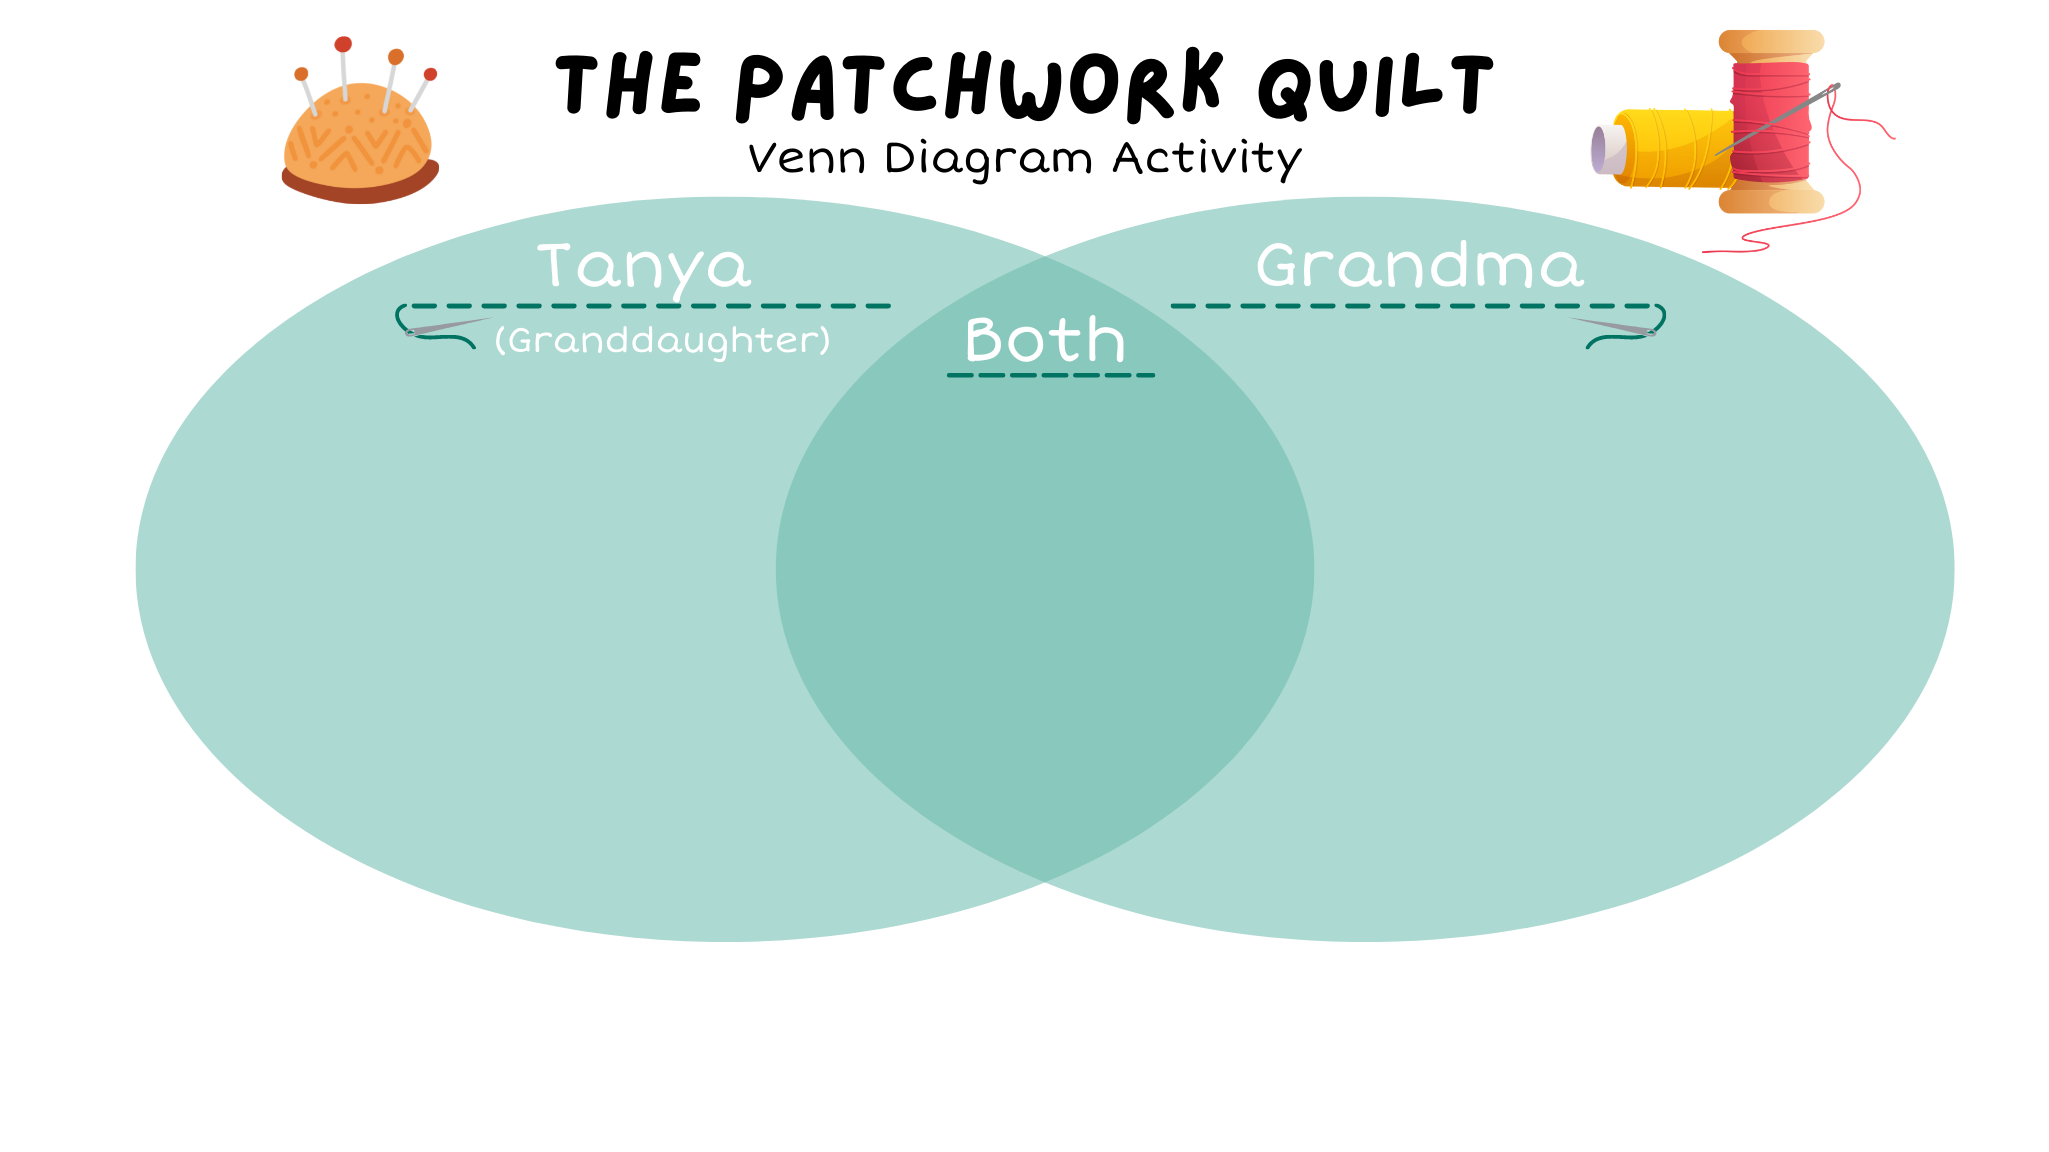 THE PATCHWORK QUILT
Venn Diagram Activity
Tanya
(Granddaughter)
Both
Grandma